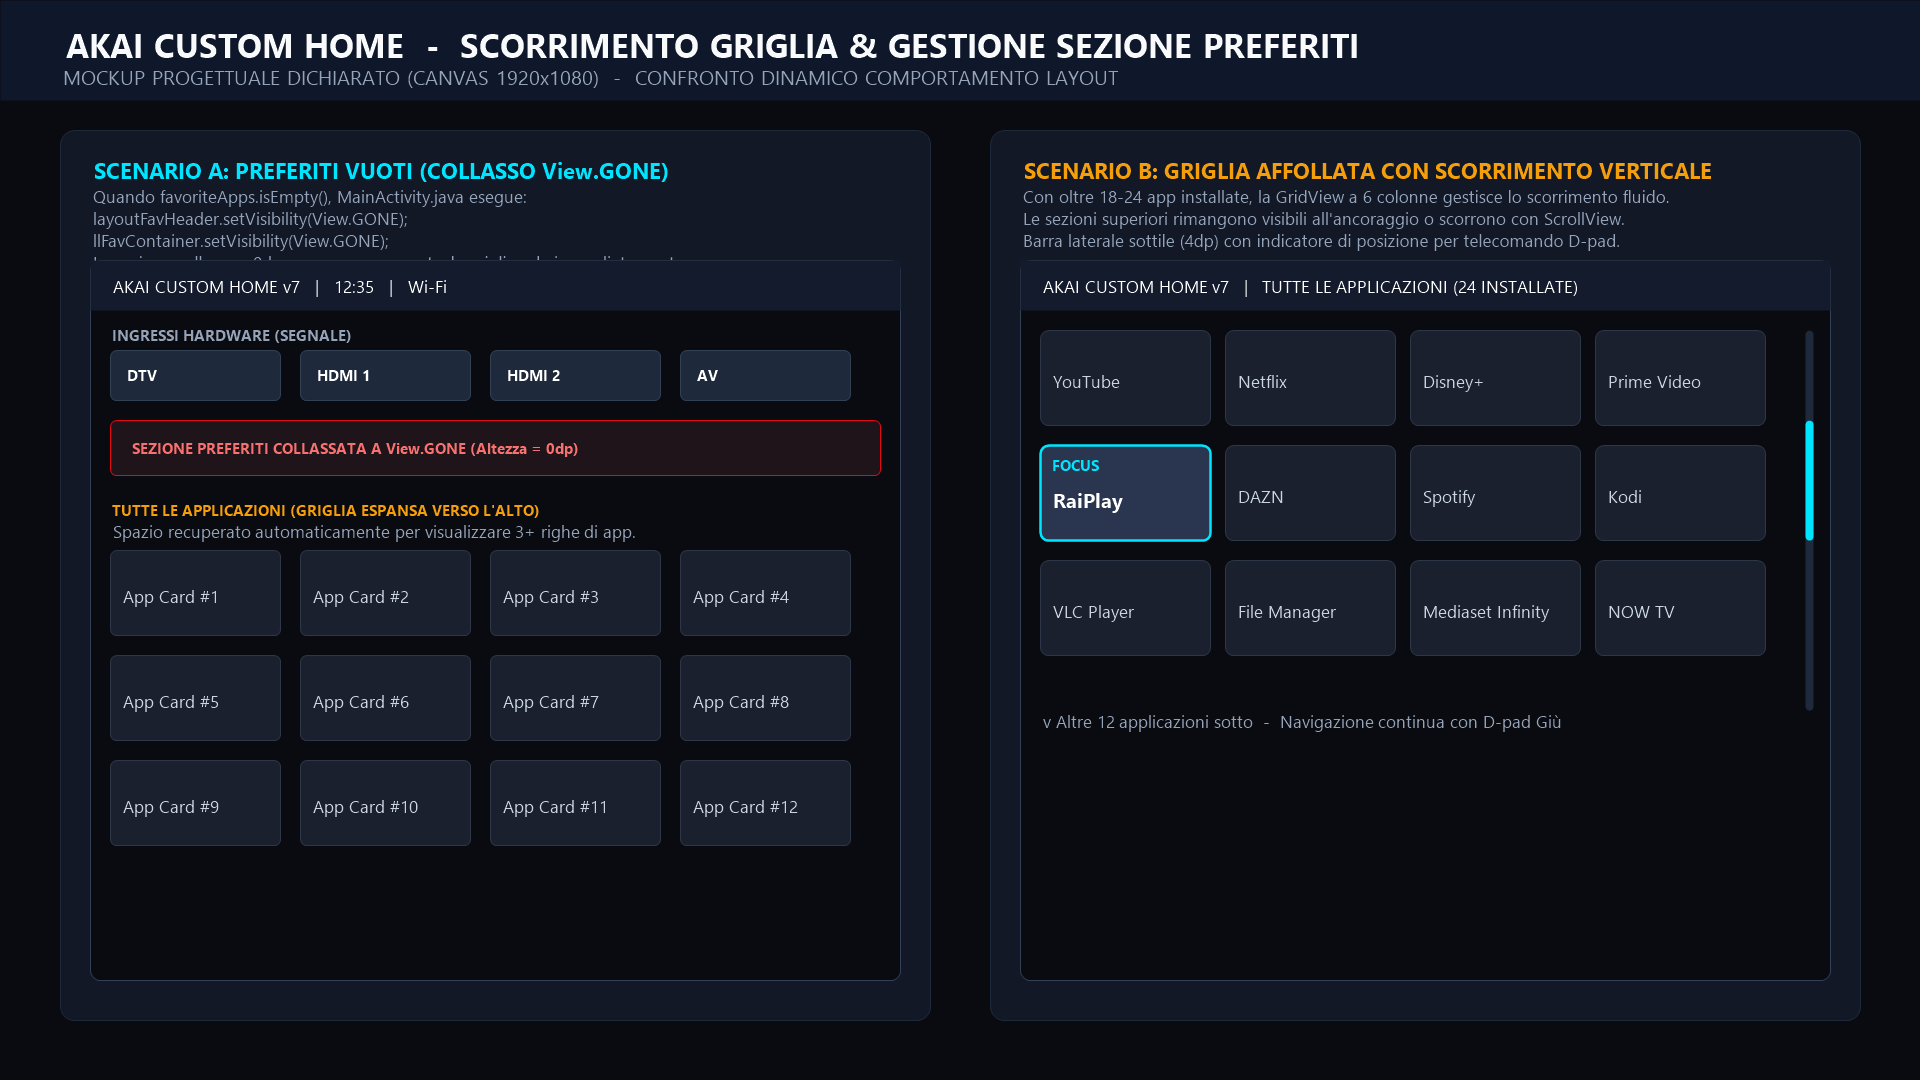 AKAI CUSTOM HOME - SCORRIMENTO GRIGLIA & GESTIONE SEZIONE PREFERITI
MOCKUP PROGETTUALE DICHIARATO (CANVAS 1920x1080) - CONFRONTO DINAMICO COMPORTAMENTO LAYOUT
SCENARIO A: PREFERITI VUOTI (COLLASSO View.GONE)
Quando favoriteApps.isEmpty(), MainActivity.java esegue:
layoutFavHeader.setVisibility(View.GONE);
llFavContainer.setVisibility(View.GONE);
AKAI CUSTOM HOME v7 | 12:35 | Wi-Fi
INGRESSI HARDWARE (SEGNALE)
DTV
HDMI 1
HDMI 2
AV
SEZIONE PREFERITI COLLASSATA A View.GONE (Altezza = 0dp)
TUTTE LE APPLICAZIONI (GRIGLIA ESPANSA VERSO L'ALTO)
Spazio recuperato automaticamente per visualizzare 3+ righe di app.
App Card #1
App Card #2
App Card #3
App Card #4
App Card #5
App Card #6
App Card #7
App Card #8
App Card #9
App Card #10
App Card #11
App Card #12
SCENARIO B: GRIGLIA AFFOLLATA CON SCORRIMENTO VERTICALE
Con oltre 18-24 app installate, la GridView a 6 colonne gestisce lo scorrimento fluido.
Le sezioni superiori rimangono visibili all'ancoraggio o scorrono con ScrollView.
Barra laterale sottile (4dp) con indicatore di posizione per telecomando D-pad.
AKAI CUSTOM HOME v7 | TUTTE LE APPLICAZIONI (24 INSTALLATE)
YouTube
Netflix
Disney+
Prime Video
FOCUS
RaiPlay
DAZN
Spotify
Kodi
VLC Player
File Manager
Mediaset Infinity
NOW TV
v Altre 12 applicazioni sotto - Navigazione continua con D-pad Giù